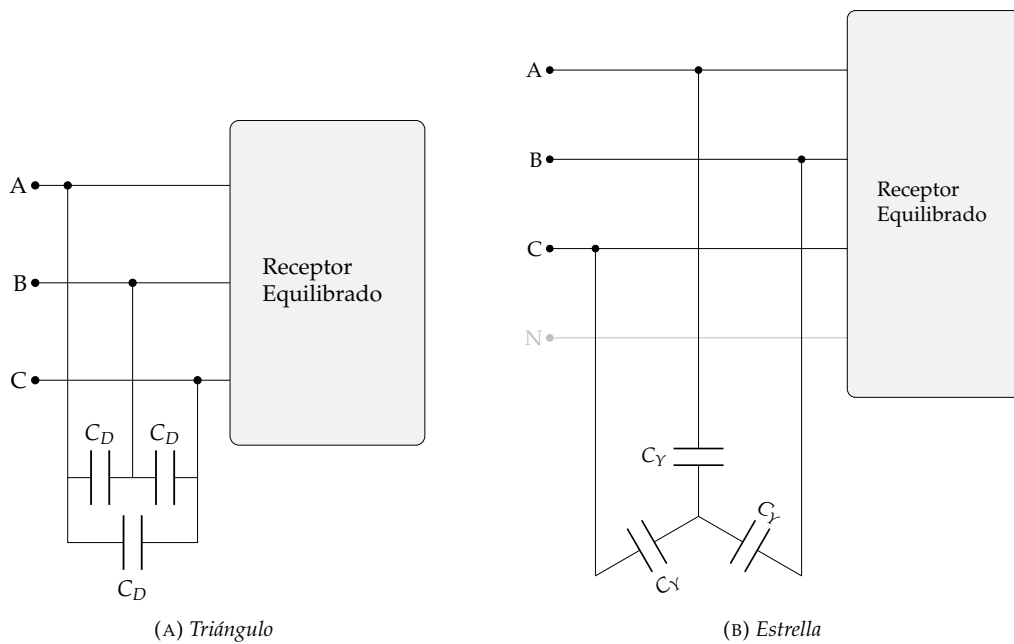 A
B
C
Receptor
Equilibrado
C_D
C_D
C_D
(A) Triángulo
A
B
C
N
Receptor
Equilibrado
C_Y
C_Y
C_Y
(B) Estrella